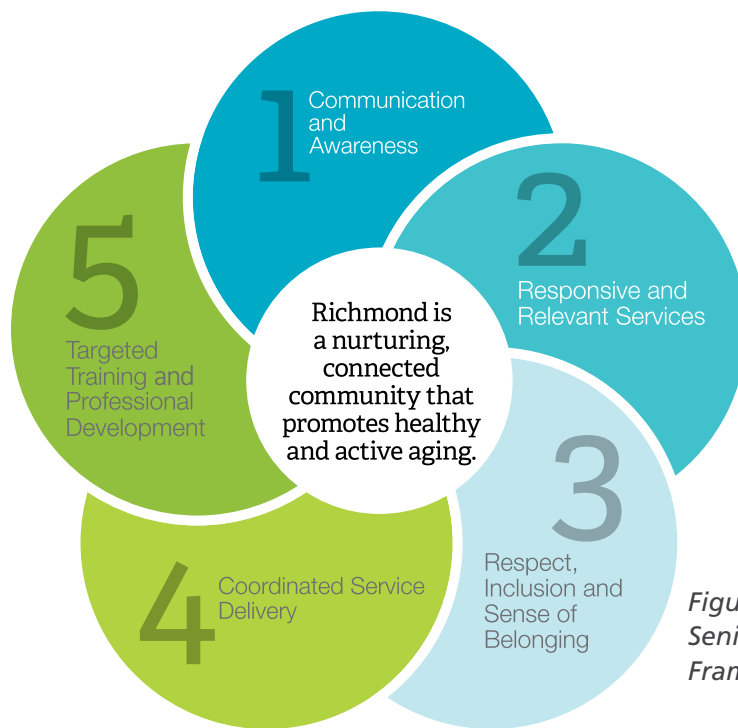 1
Communication
and
Awareness
2
Responsive and
Relevant Services
3
Respect,
Inclusion and
Sense of
Belonging
4
Coordinated Service
Delivery
5
Targeted
Training and
Professional
Development
Richmond is
a nurturing,
connected
community that
promotes healthy
and active aging.